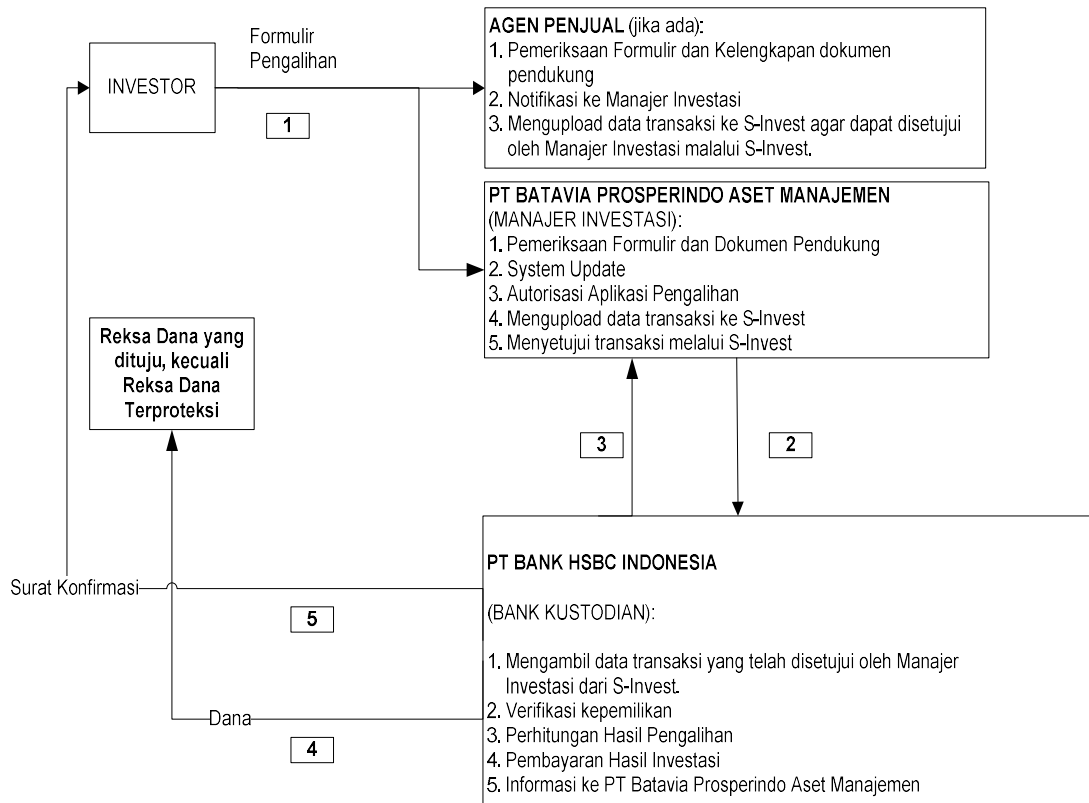 Formulir
Pengalihan
INVESTOR
1
AGEN PENJUAL (jika ada):
1. Pemeriksaan Formulir dan Kelengkapan dokumen
pendukung
2. Notifikasi ke Manajer Investasi
3. Mengupload data transaksi ke S-Invest agar dapat disetujui
oleh Manajer Investasi malalui S-Invest.
PT BATAVIA PROSPERINDO ASET MANAJEMEN
(MANAJER INVESTASI):
1. Pemeriksaan Formulir dan Dokumen Pendukung
2. System Update
3. Autorisasi Aplikasi Pengalihan
4. Mengupload data transaksi ke S-Invest
5. Menyetujui transaksi melalui S-Invest
Reksa Dana yang
dituju, kecuali
Reksa Dana
Terproteksi
3
2
Surat Konfirmasi
5
Dana
4
PT BANK HSBC INDONESIA
(BANK KUSTODIAN):
1. Mengambil data transaksi yang telah disetujui oleh Manajer
Investasi dari S-Invest.
2. Verifikasi kepemilikan
3. Perhitungan Hasil Pengalihan
4. Pembayaran Hasil Investasi
5. Informasi ke PT Batavia Prosperindo Aset Manajemen